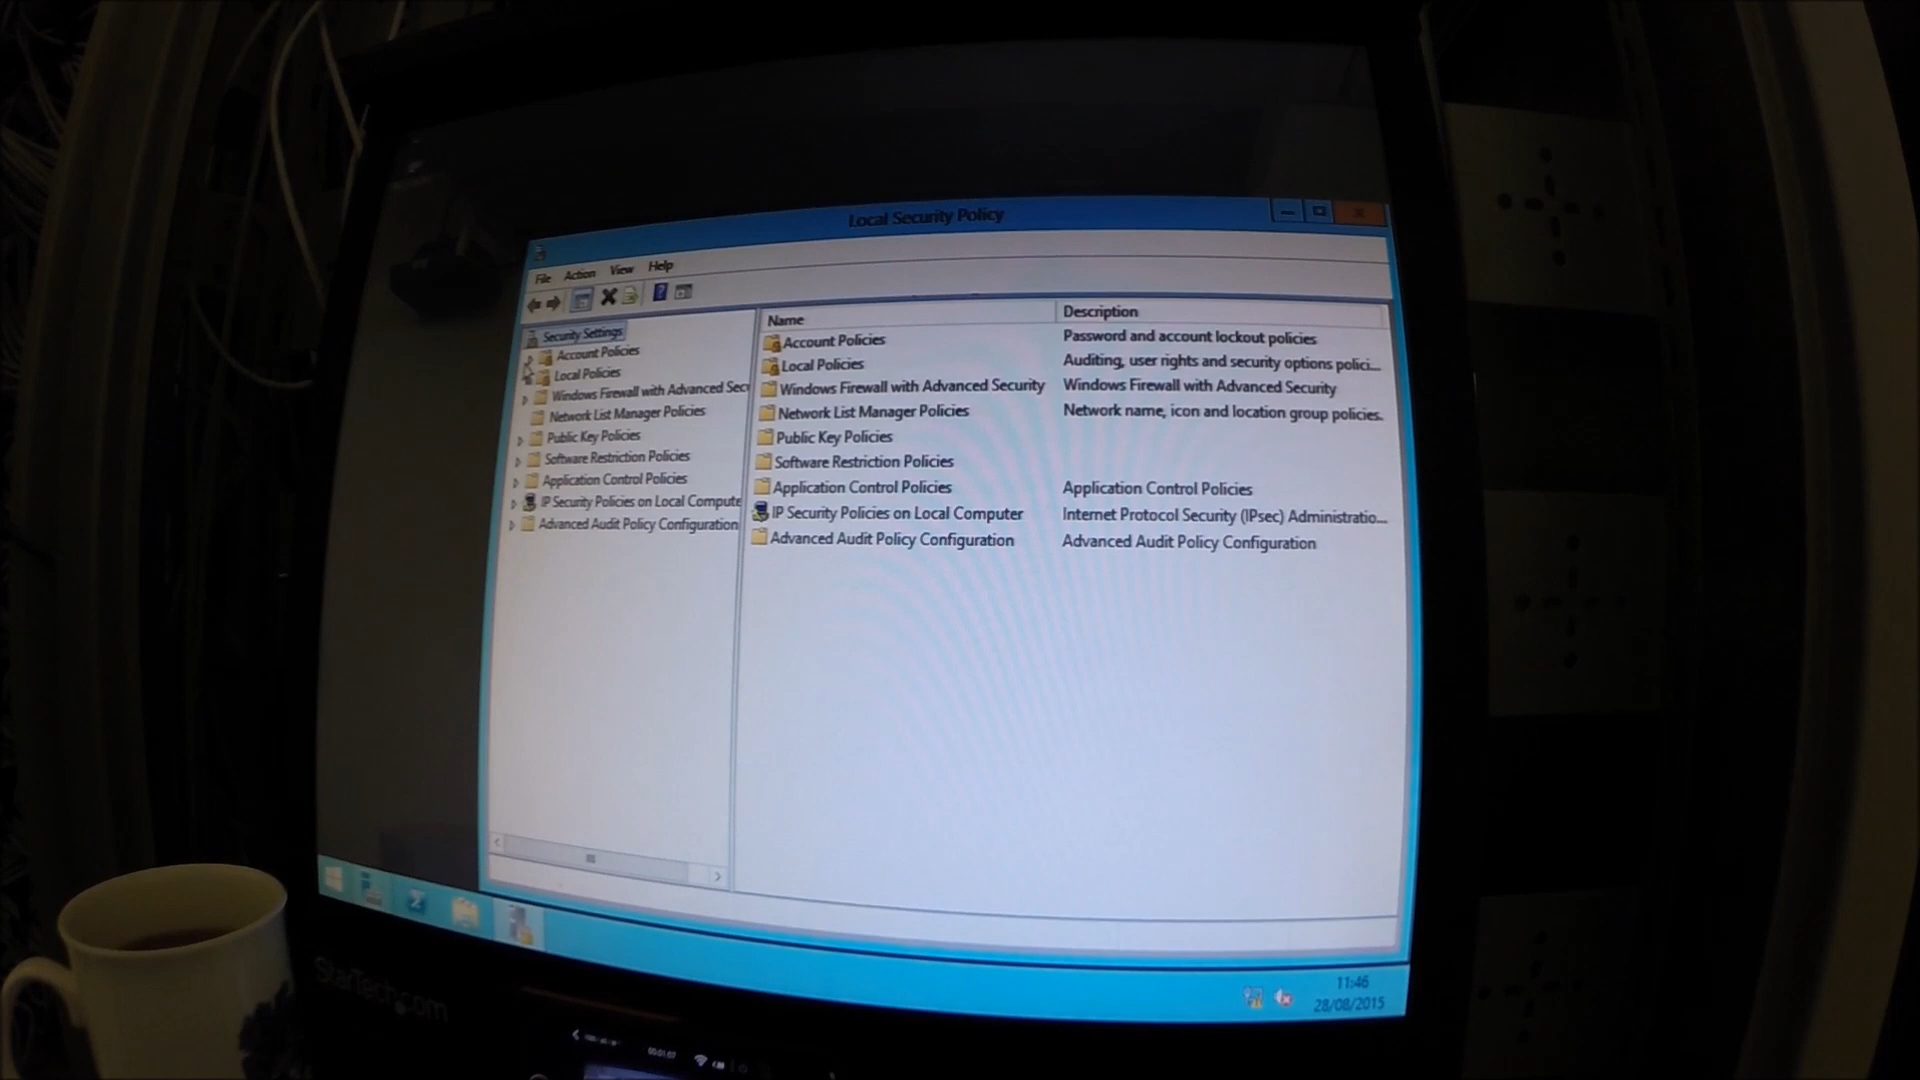 Local Security Policy
File Action View Help
Security Settings
Account Policies
Local Policies
Windows Firewall with Advanced Secu
Network List Manager Policies
Public Key Policies
Software Restriction Policies
Application Control Policies
IP Security Policies on Local Compute
Advanced Audit Policy Configuration
Name Description
Account Policies Password and account lockout policies
Local Policies Auditing, user rights and security options polici...
Windows Firewall with Advanced Security Windows Firewall with Advanced Security
Network List Manager Policies Network name, icon and location group policies.
Public Key Policies
Software Restriction Policies
Application Control Policies Application Control Policies
IP Security Policies on Local Computer Internet Protocol Security (IPsec) Administratio...
Advanced Audit Policy Configuration Advanced Audit Policy Configuration
11:46
28/08/2015
StarTech.com
00:01:07